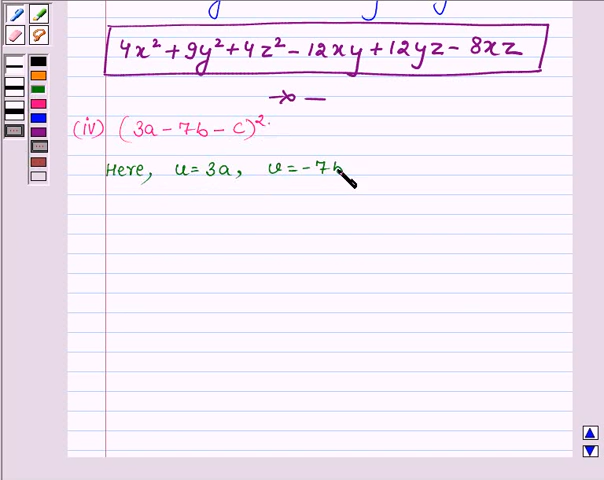 4x² + 9y² + 4z² - 12xy + 12yz - 8xz
(iv) (3a - 7b - c)².
Here, u = 3a, v = -7b